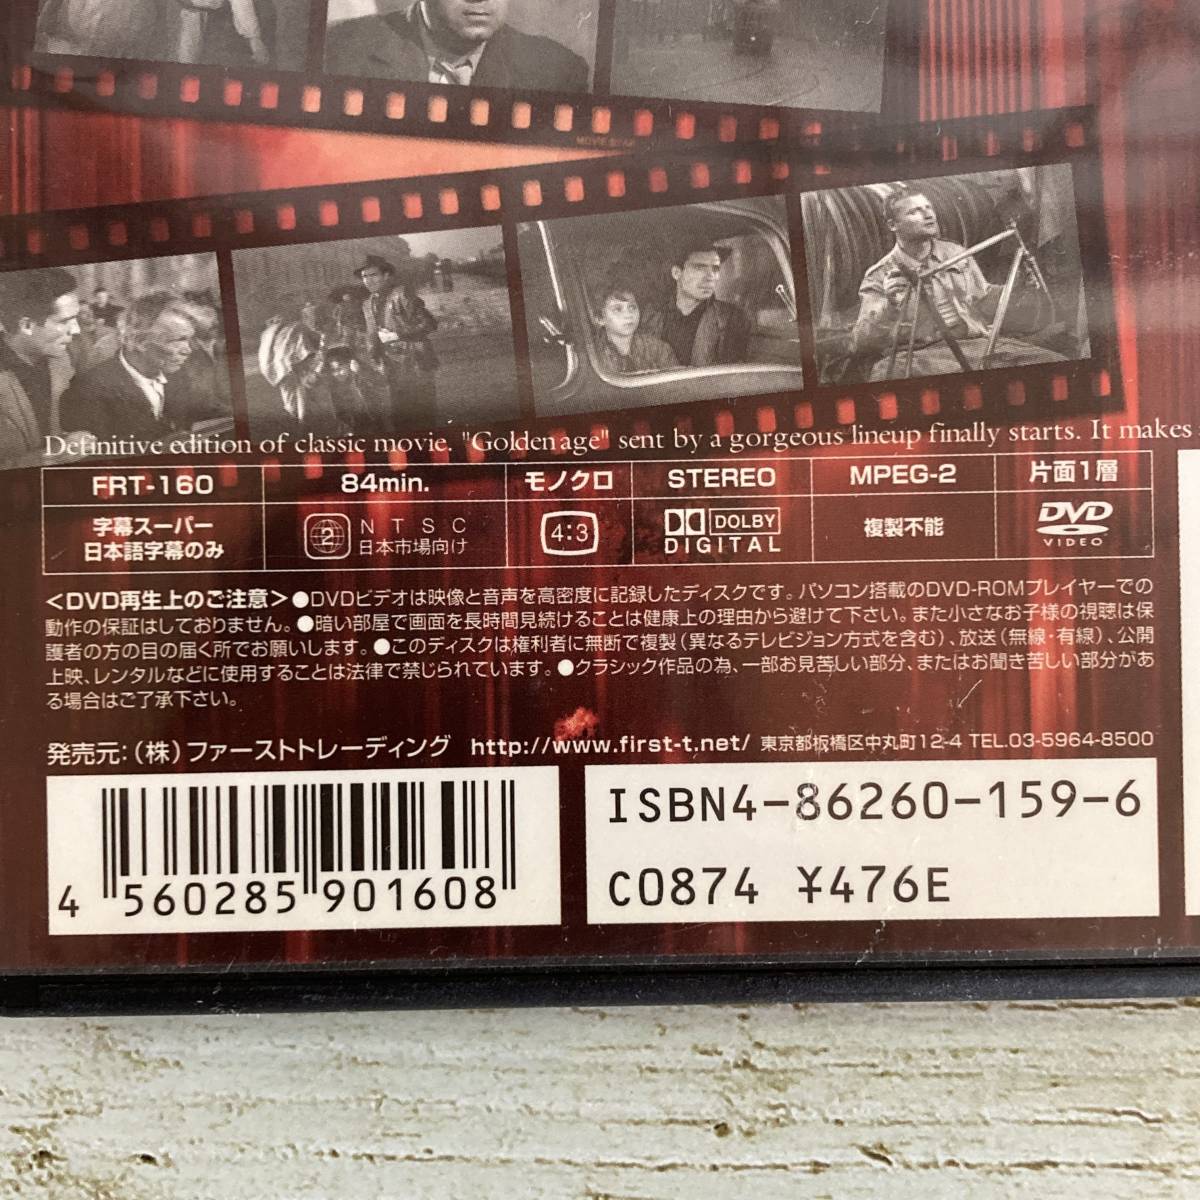 Definitive edition of classic movie. "Golden age" sent by a gorgeous lineup finally starts. It makes
FRT-160 84min. モノクロ STEREO MPEG-2 片面1層
字幕スーパー
日本語字幕のみ
2 NTSC
日本市場向け
4:3
DOLBY
DIGITAL
複製不能
DVD
VIDEO
<DVD再生上のご注意>●DVDビデオは映像と音声を高密度に記録したディスクです。パソコン搭載のDVD-ROMプレイヤーでの
動作の保証はしておりません。●暗い部屋で画面を長時間見続けることは健康上の理由から避けて下さい。また小さなお子様の視聴は保
護者の方の目の届く所でお願いします。●このディスクは権利者に無断で複製(異なるテレビジョン方式を含む)、放送(無線・有線)、公開
上映、レンタルなどに使用することは法律で禁じられています。●クラシック作品の為、一部お見苦しい部分、またはお聞き苦しい部分があ
る場合はご了承下さい。
発売元:(株)ファーストトレーディング http://www.first-t.net/ 東京都板橋区中丸町12-4 TEL.03-5964-8500
4 560285 901608
ISBN4-86260-159-6
C0874 ¥476E